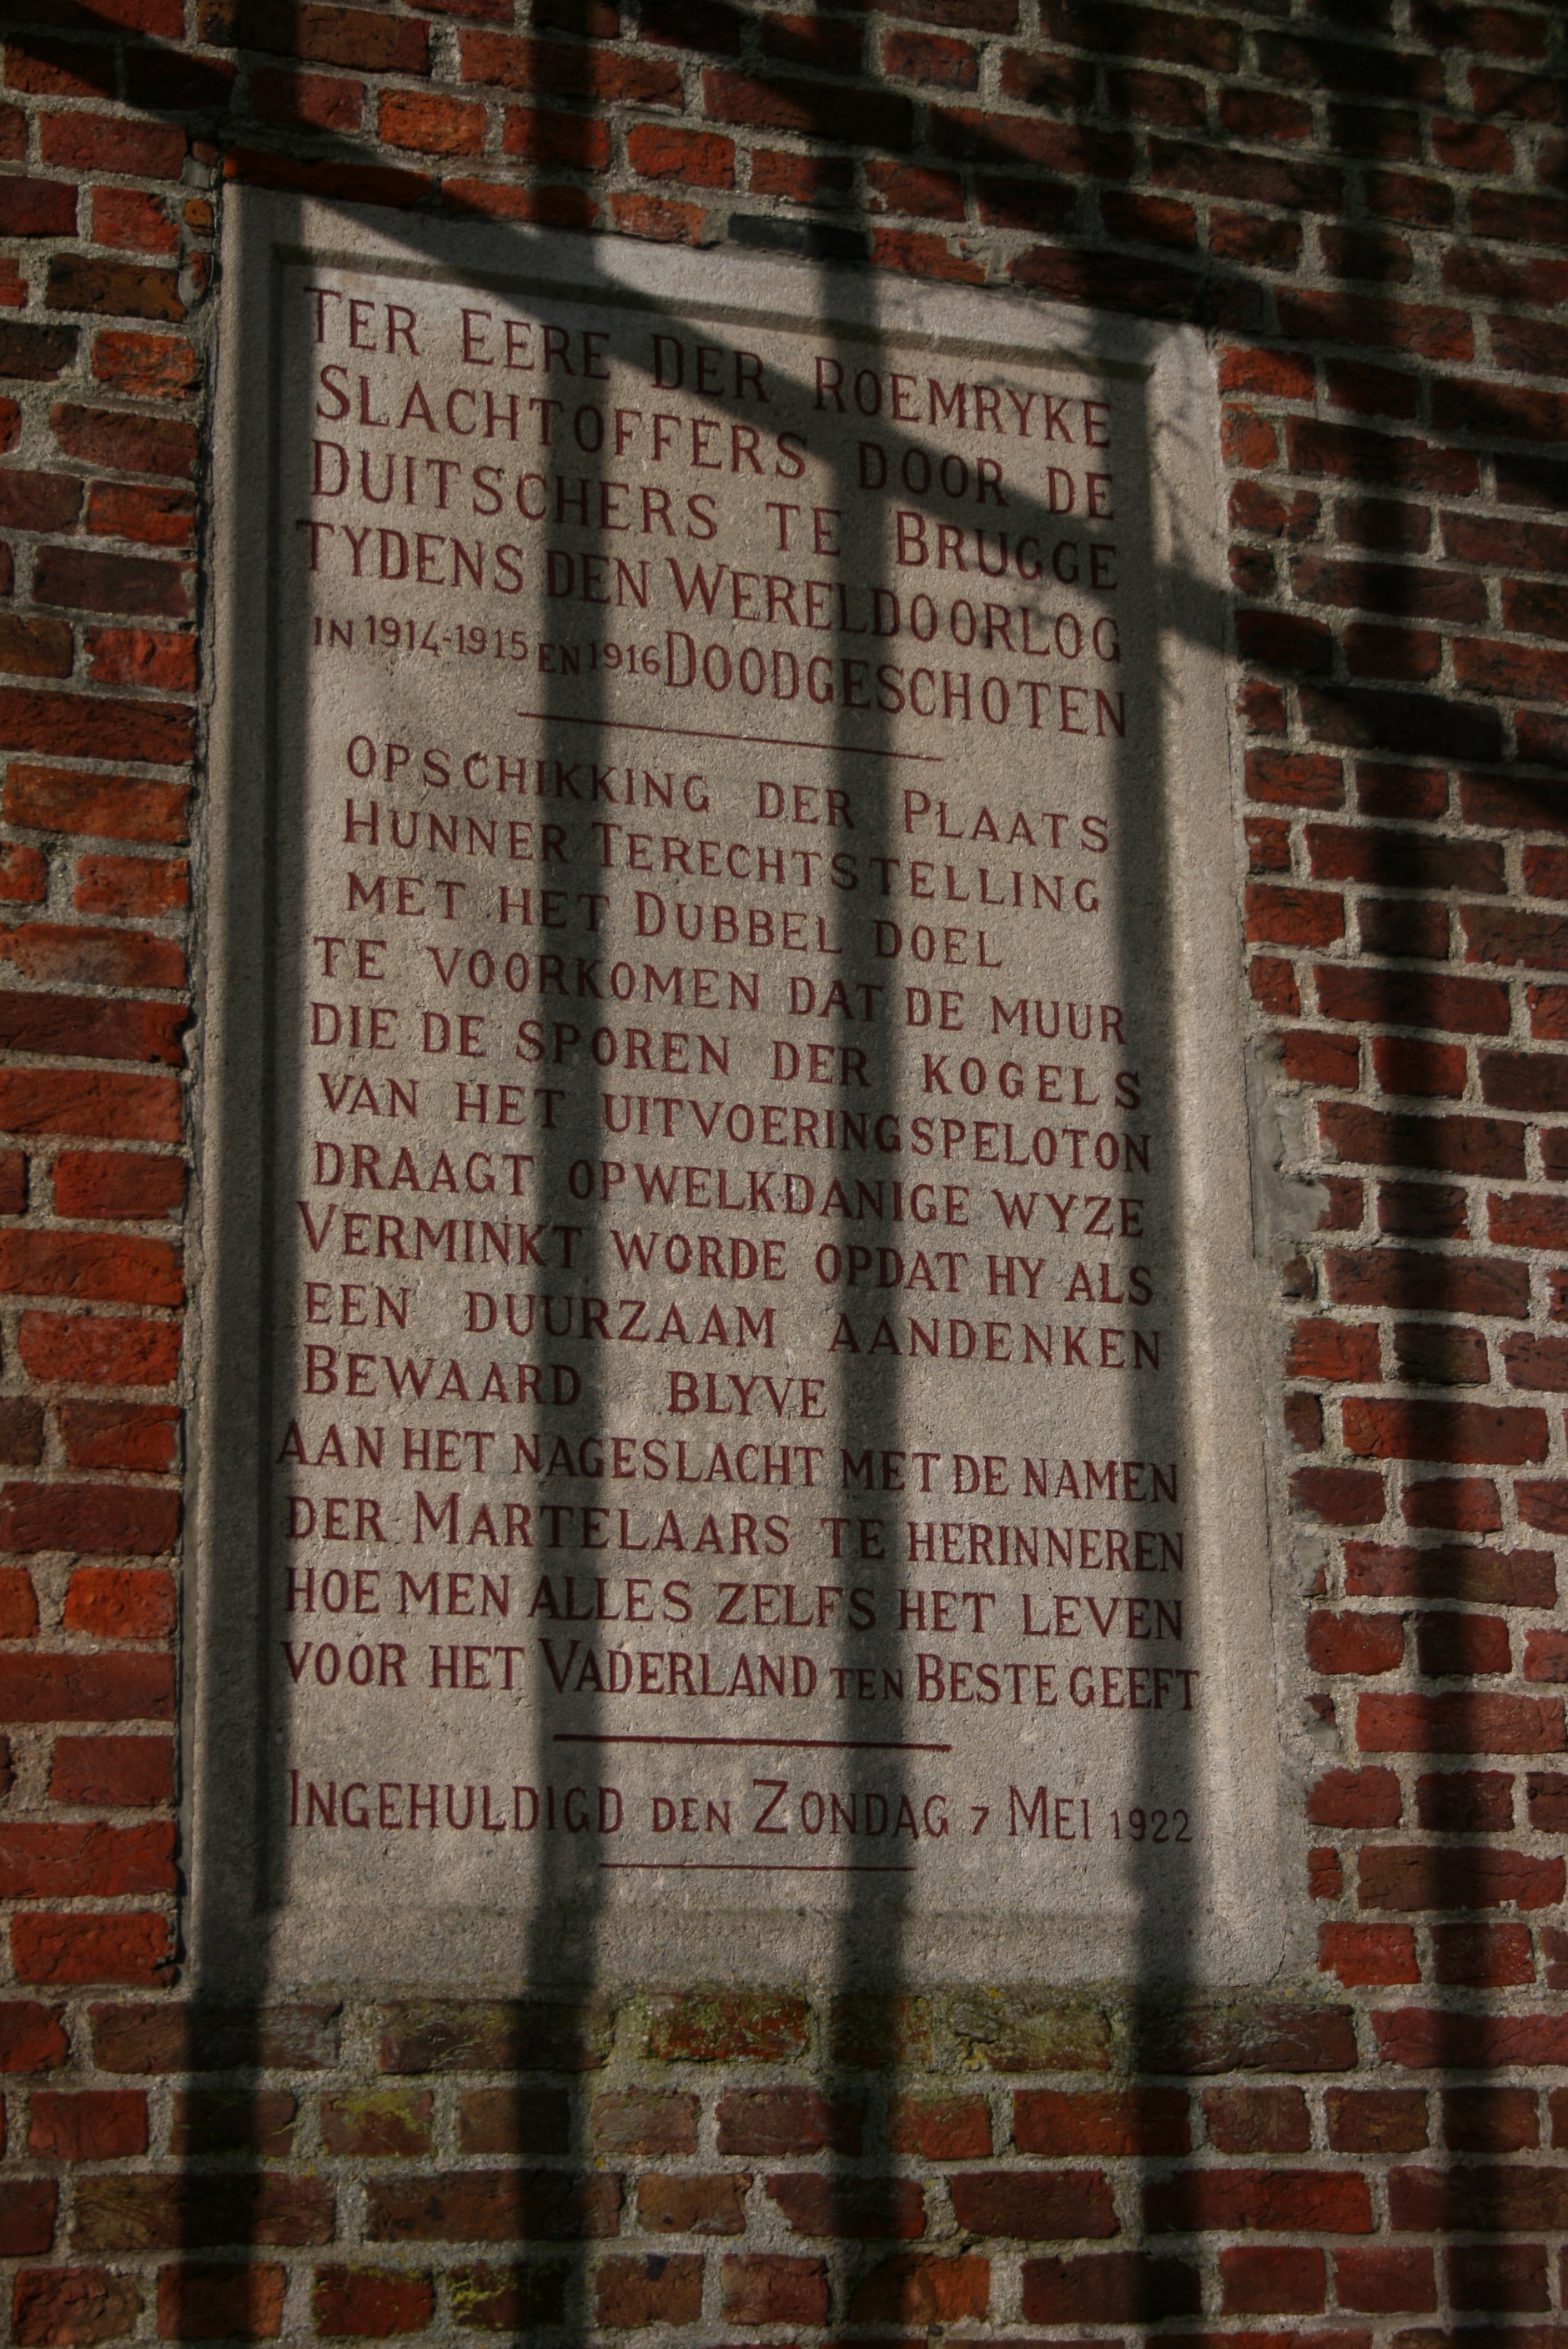 TER EERE DER ROEMRYKE
SLACHTOFFERS DOOR DE
DUITSCHERS TE BRUGGE
TYDENS DEN WERELDOORLOG
IN 1914-1915 EN 1916 DOODGESCHOTEN
OPSCHIKKING DER PLAATS
HUNNER TERECHTSTELLING
MET HET DUBBEL DOEL
TE VOORKOMEN DAT DE MUUR
DIE DE SPOREN DER KOGELS
VAN HET UITVOERINGSPELOTON
DRAAGT OPWELKDANIGE WYZE
VERMINKT WORDE OPDAT HY ALS
EEN DUURZAAM AANDENKEN
BEWAARD BLYVE
AAN HET NAGESLACHT MET DE NAMEN
DER MARTELAARS TE HERINNEREN
HOE MEN ALLES ZELFS HET LEVEN
VOOR HET VADERLAND TEN BESTE GEEFT
INGEHULDIGD DEN ZONDAG 7 MEI 1922